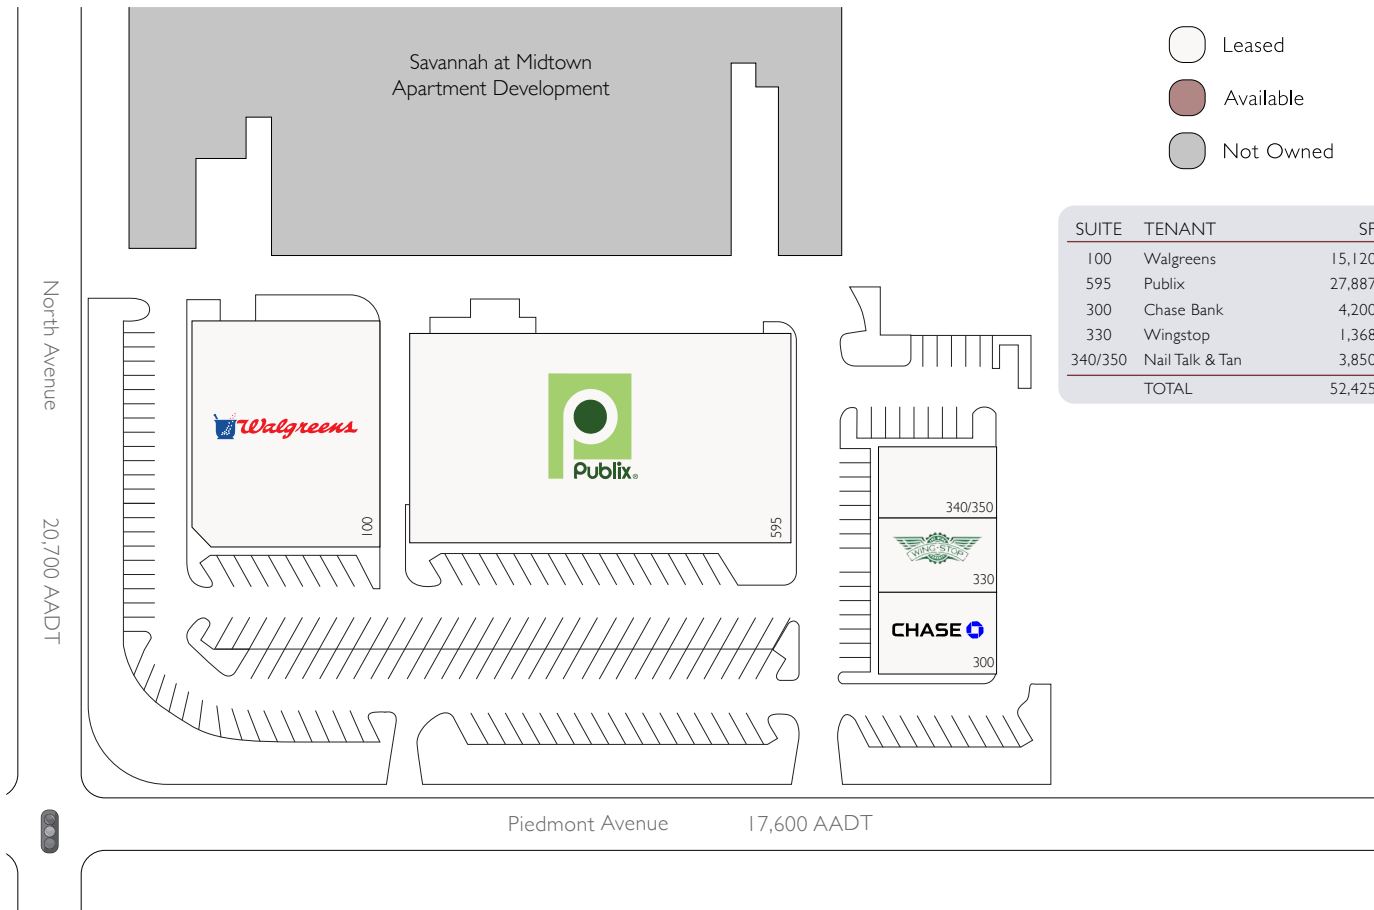 Savannah at Midtown
Apartment Development
Leased
Available
Not Owned
SUITE TENANT SF
100 Walgreens 15,120
595 Publix 27,887
300 Chase Bank 4,200
330 Wingstop 1,368
340/350 Nail Talk & Tan 3,850
TOTAL 52,425
North Avenue
20,700 AADT
Walgreens
100
Publix®
595
340/350
WING-STOP
330
CHASE
300
Piedmont Avenue 17,600 AADT